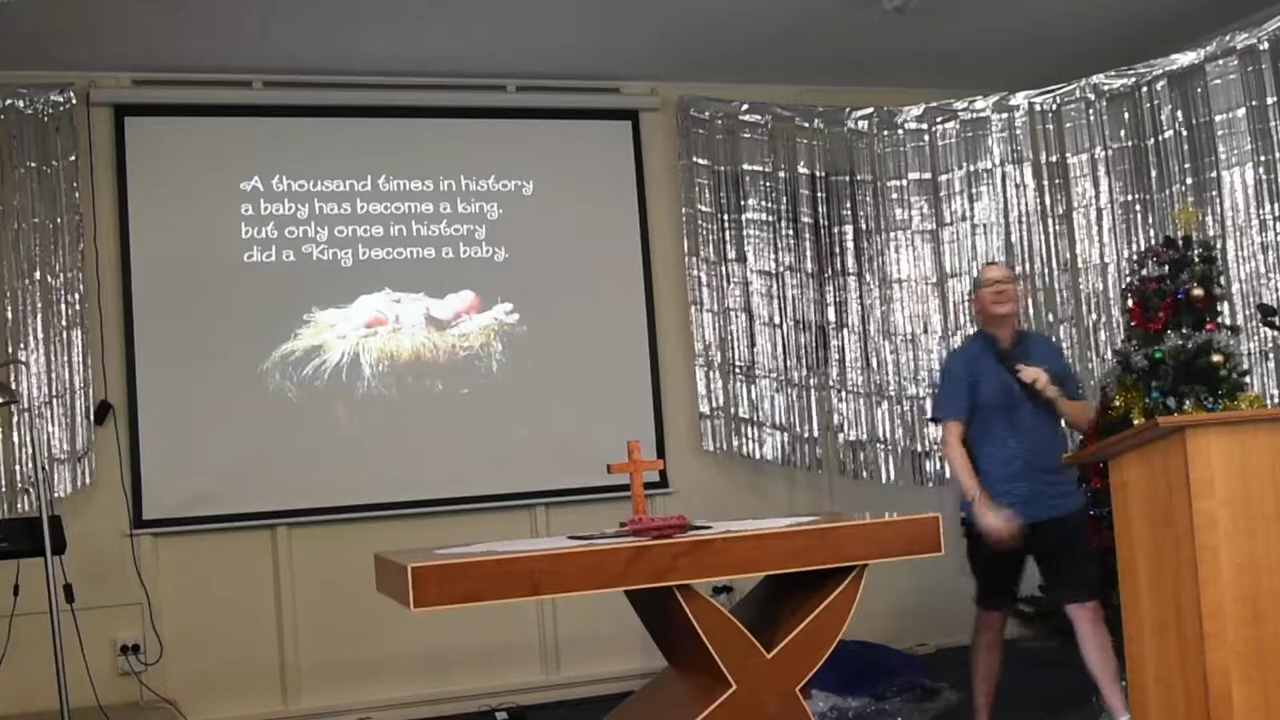 A thousand times in history
a baby has become a king.
but only once in history
did a King become a baby.